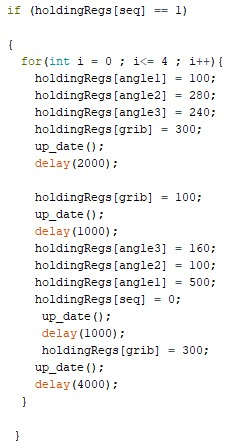 if (holdingRegs[seq] == 1)
{
for(int i = 0 ; i<= 4 ; i++){
holdingRegs[angle1] = 100;
holdingRegs[angle2] = 280;
holdingRegs[angle3] = 240;
holdingRegs[grib] = 300;
up_date();
delay(2000);
holdingRegs[grib] = 100;
up_date();
delay(1000);
holdingRegs[angle3] = 160;
holdingRegs[angle2] = 100;
holdingRegs[angle1] = 500;
holdingRegs[seq] = 0;
up_date();
delay(1000);
holdingRegs[grib] = 300;
up_date();
delay(4000);
}
}